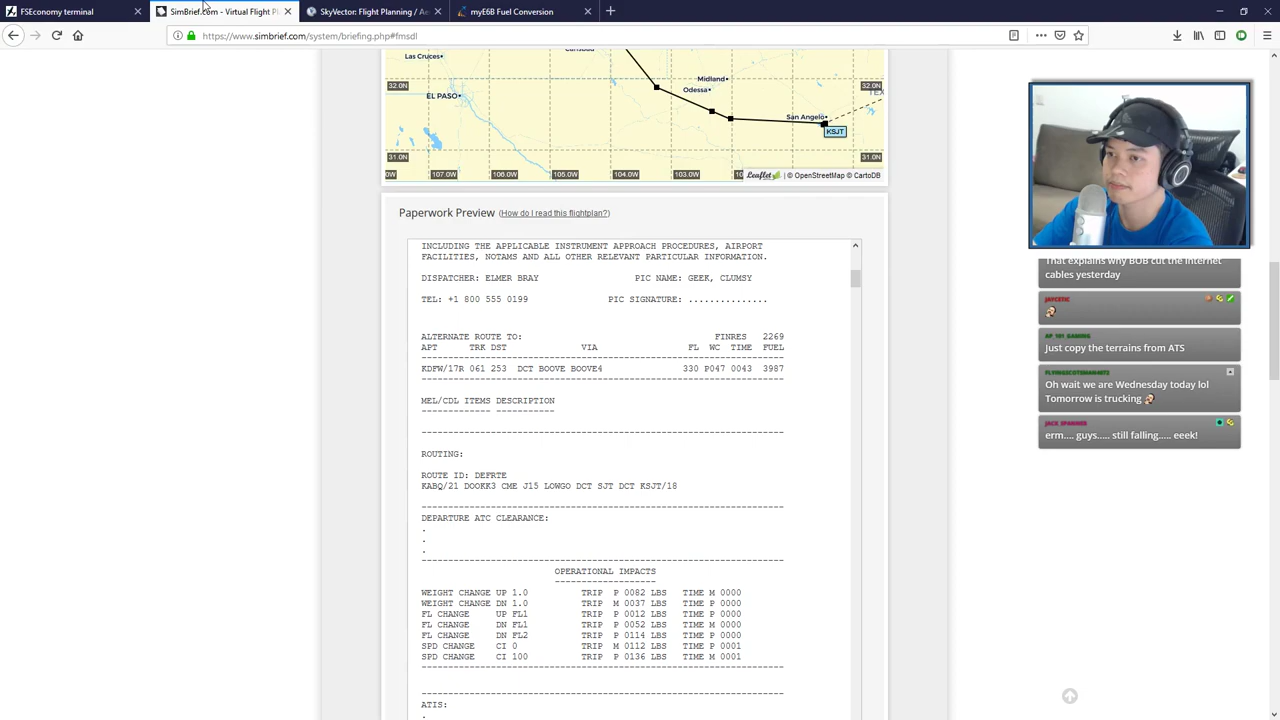 FSEconomy terminal
SimBrief.com - Virtual Flight Pl
SkyVector: Flight Planning / Ae
myE6B Fuel Conversion
https://www.simbrief.com/system/briefing.php#fmsdl
Las Cruces
32.0N
EL PASO
Midland
Odessa
32.0N
San Angelo
KSJT
31.0N
31.0N
0W
107.0W
106.0W
105.0W
104.0W
103.0W
Leaflet | © OpenStreetMap © CartoDB
Paperwork Preview (How do I read this flightplan?)
INCLUDING THE APPLICABLE INSTRUMENT APPROACH PROCEDURES, AIRPORT
FACILITIES, NOTAMS AND ALL OTHER RELEVANT PARTICULAR INFORMATION.
DISPATCHER: ELMER BRAY PIC NAME: GEEK, CLUMSY
TEL: +1 800 555 0199 PIC SIGNATURE: ...............
ALTERNATE ROUTE TO: FINRES 2269
APT TRK DST VIA FL WC TIME FUEL
KDFW/17R 061 253 DCT BOOVE BOOVE4 330 P047 0043 3987
MEL/CDL ITEMS DESCRIPTION
------------- -----------
ROUTING:
ROUTE ID: DEFRTE
KABQ/21 DOOKK3 CME J15 LOWGO DCT SJT DCT KSJT/18
DEPARTURE ATC CLEARANCE:
.
.
.
OPERATIONAL IMPACTS
-------------------
WEIGHT CHANGE UP 1.0 TRIP P 0082 LBS TIME M 0000
WEIGHT CHANGE DN 1.0 TRIP M 0037 LBS TIME P 0000
FL CHANGE UP FL1 TRIP P 0012 LBS TIME P 0000
FL CHANGE DN FL1 TRIP P 0052 LBS TIME P 0000
FL CHANGE DN FL2 TRIP P 0114 LBS TIME M 0000
SPD CHANGE CI 0 TRIP M 0112 LBS TIME P 0001
SPD CHANGE CI 100 TRIP P 0136 LBS TIME M 0001
ATIS:
That explains why BOB cut the internet
cables yesterday
JAYCEFIC
AP_101_GAMING
Just copy the terrains from ATS
FLYINGSCOTSMAN4875
Oh wait we are Wednesday today lol
Tomorrow is trucking
JACK_SPARWEB
erm.... guys..... still falling..... eeek!